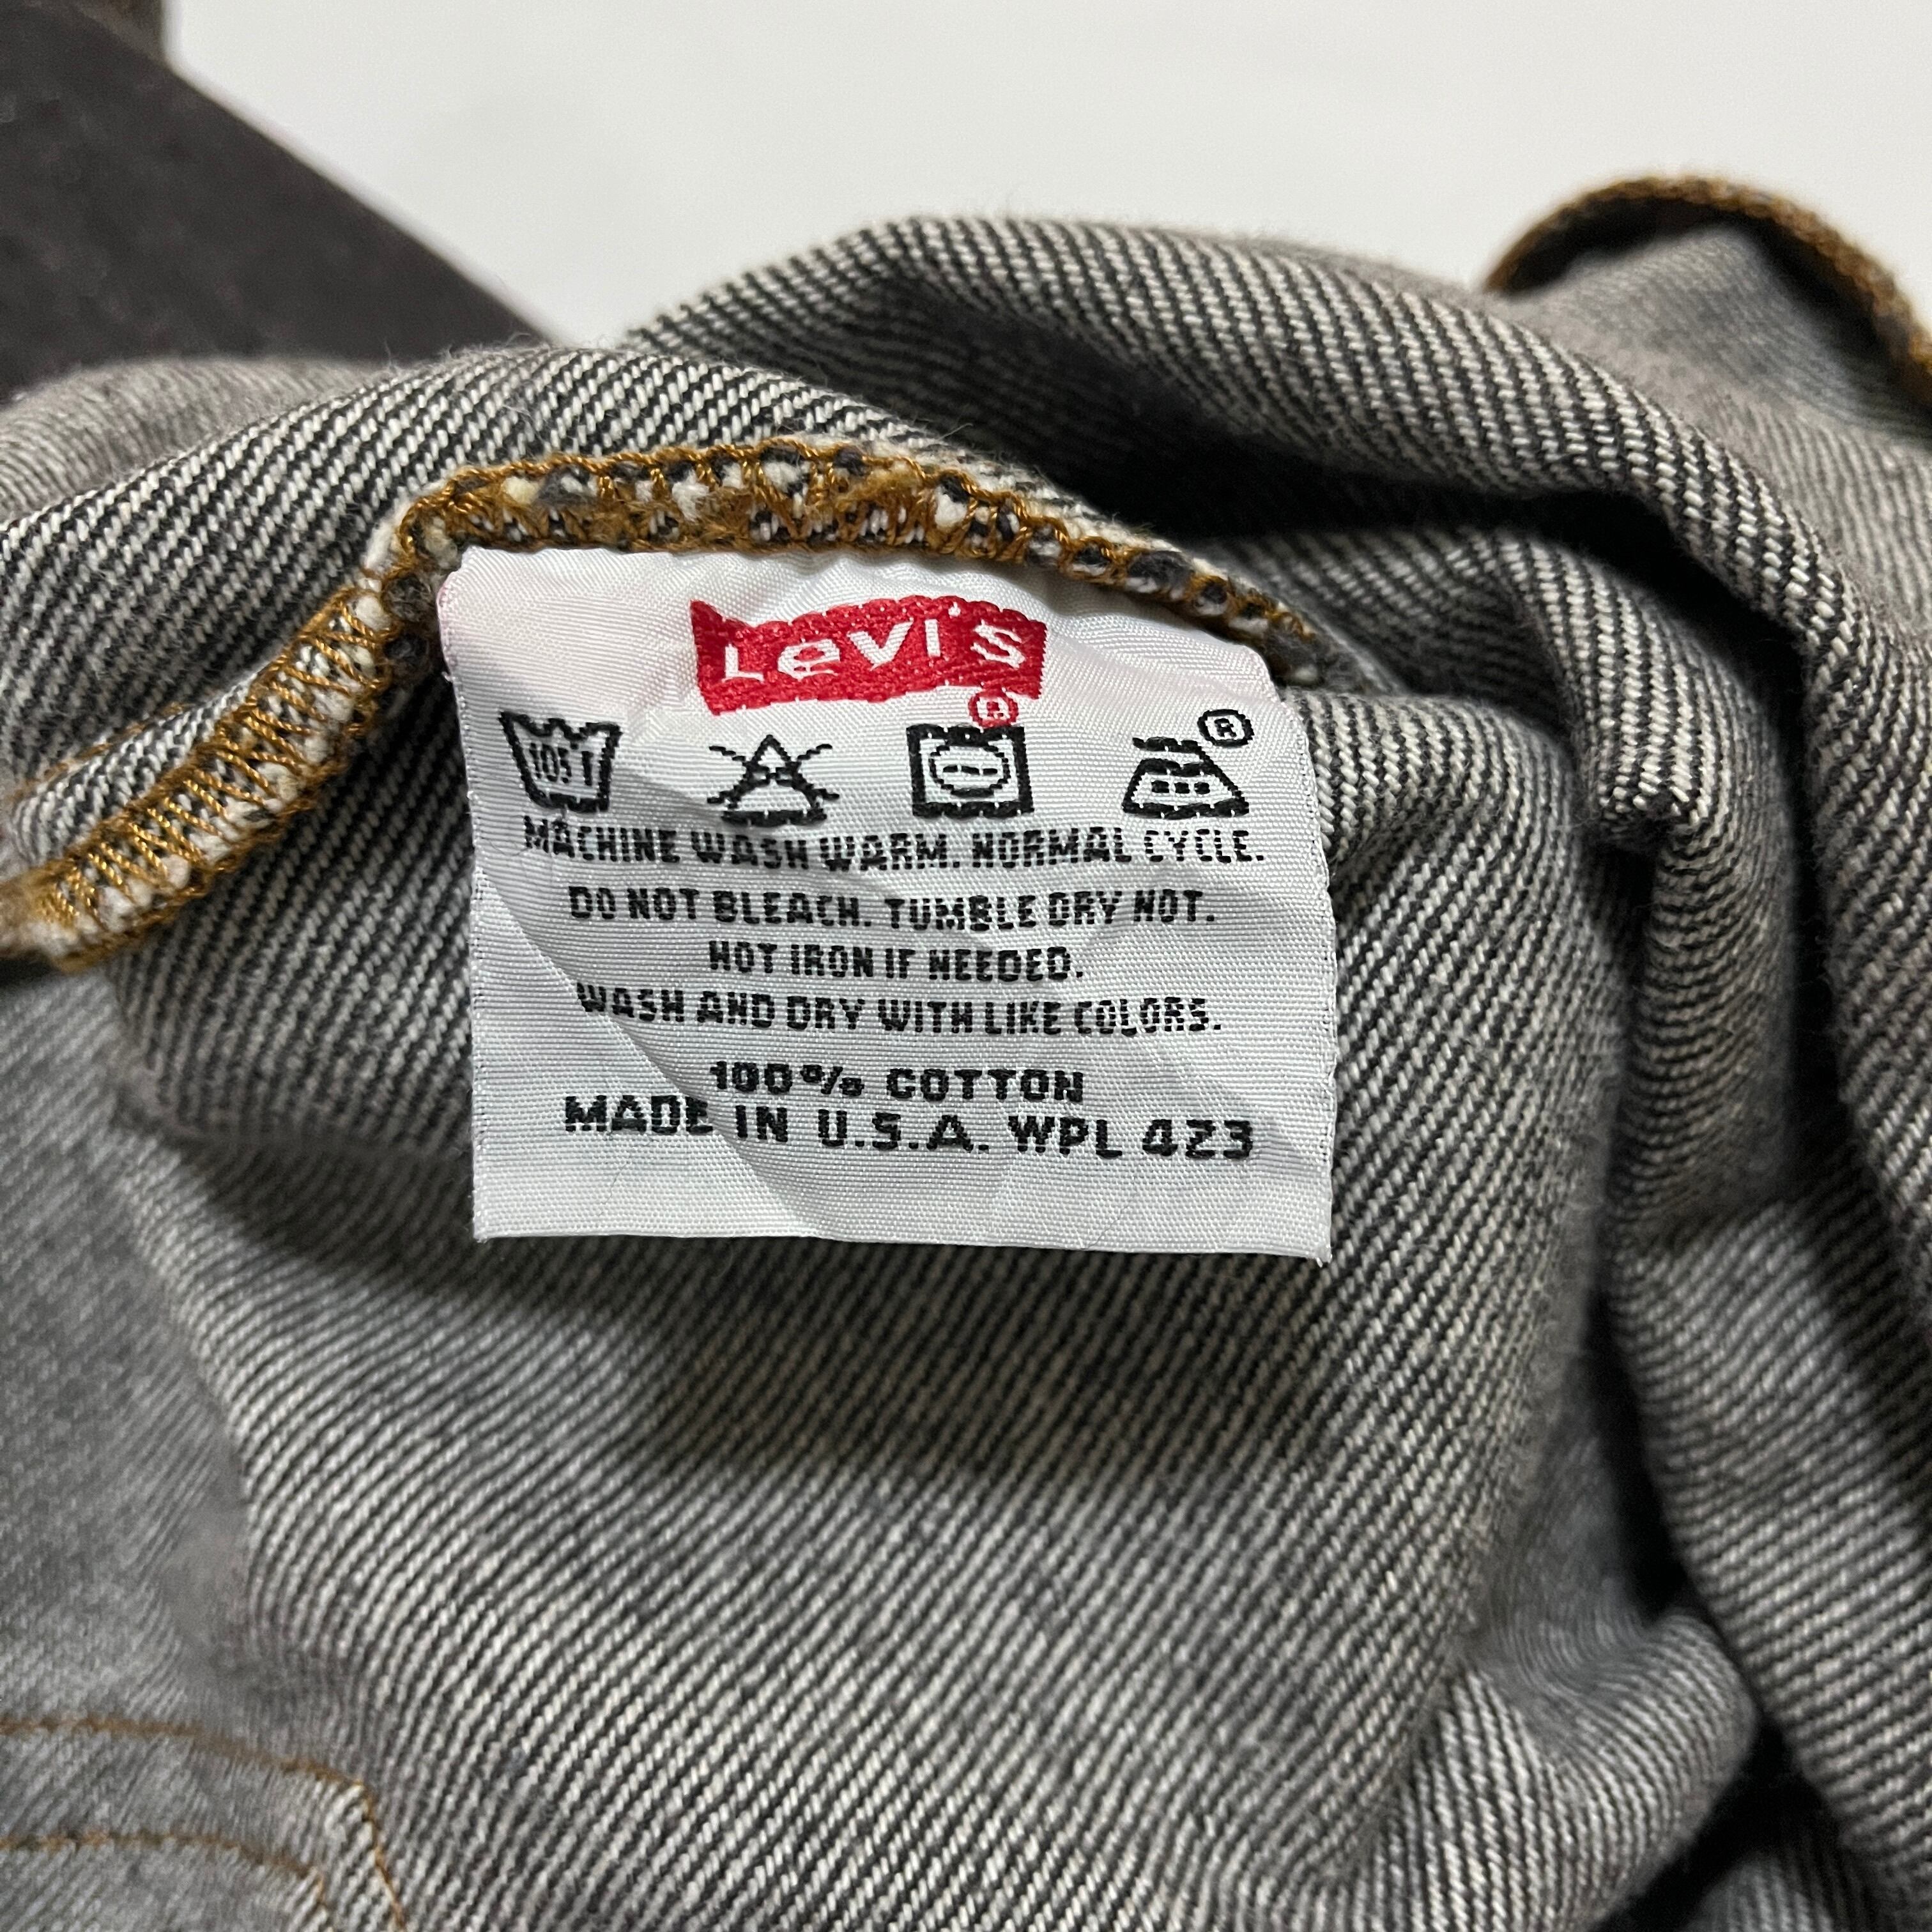 Levi's
®
105 F
®
MACHINE WASH WARM. NORMAL CYCLE.
DO NOT BLEACH. TUMBLE DRY HOT.
HOT IRON IF NEEDED.
WASH AND DRY WITH LIKE COLORS.
100% COTTON
MADE IN U.S.A. WPL 423